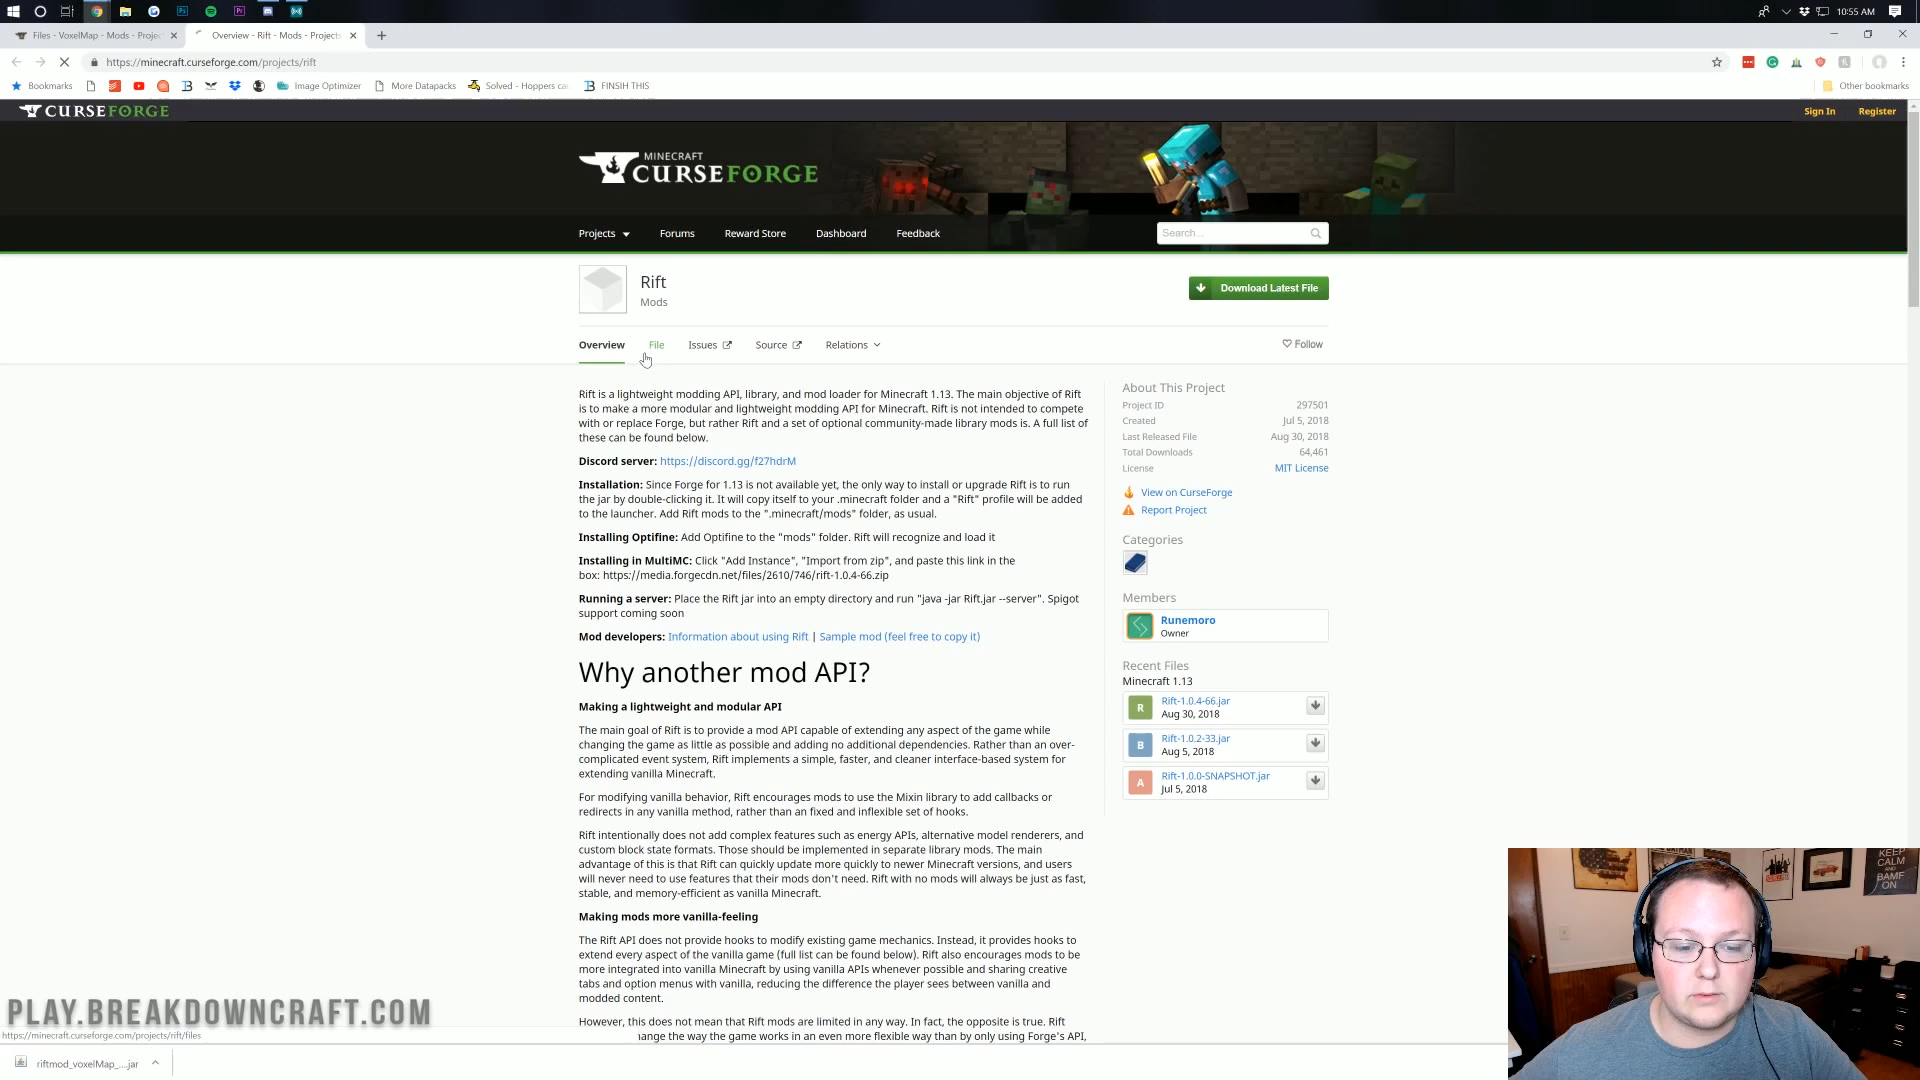 10:55 AM
Files - VoxelMap - Mods - Projec
Overview - Rift - Mods - Projects
https://minecraft.curseforge.com/projects/rift
Bookmarks
Image Optimizer
More Datapacks
Solved - Hoppers ca
FINSIH THIS
Other bookmarks
CURSEFORGE
Sign In
Register
MINECRAFT
CURSEFORGE
Projects
Forums
Reward Store
Dashboard
Feedback
Search...
Rift
Mods
Download Latest File
Overview
File
Issues
Source
Relations
Follow
Rift is a lightweight modding API, library, and mod loader for Minecraft 1.13. The main objective of Rift
is to make a more modular and lightweight modding API for Minecraft. Rift is not intended to compete
with or replace Forge, but rather Rift and a set of optional community-made library mods is. A full list of
these can be found below.
Discord server: https://discord.gg/f27hdrM
Installation: Since Forge for 1.13 is not available yet, the only way to install or upgrade Rift is to run
the jar by double-clicking it. It will copy itself to your .minecraft folder and a "Rift" profile will be added
to the launcher. Add Rift mods to the ".minecraft/mods" folder, as usual.
Installing Optifine: Add Optifine to the "mods" folder. Rift will recognize and load it
Installing in MultiMC: Click "Add Instance", "Import from zip", and paste this link in the
box: https://media.forgecdn.net/files/2610/746/rift-1.0.4-66.zip
Running a server: Place the Rift jar into an empty directory and run "java -jar Rift.jar --server". Spigot
support coming soon
Mod developers: Information about using Rift | Sample mod (feel free to copy it)
Why another mod API?
Making a lightweight and modular API
The main goal of Rift is to provide a mod API capable of extending any aspect of the game while
changing the game as little as possible and adding no additional dependencies. Rather than an over-
complicated event system, Rift implements a simple, faster, and cleaner interface-based system for
extending vanilla Minecraft.
For modifying vanilla behavior, Rift encourages mods to use the Mixin library to add callbacks or
redirects in any vanilla method, rather than an fixed and inflexible set of hooks.
Rift intentionally does not add complex features such as energy APIs, alternative model renderers, and
custom block state formats. Those should be implemented in separate library mods. The main
advantage of this is that Rift can quickly update more quickly to newer Minecraft versions, and users
will never need to use features that their mods don't need. Rift with no mods will always be just as fast,
stable, and memory-efficient as vanilla Minecraft.
Making mods more vanilla-feeling
The Rift API does not provide hooks to modify existing game mechanics. Instead, it provides hooks to
extend every aspect of the vanilla game (full list can be found below). Rift also encourages mods to be
more integrated into vanilla Minecraft by using vanilla APIs whenever possible and sharing creative
tabs and option menus with vanilla, reducing the difference the player sees between vanilla and
modded content.
However, this does not mean that Rift mods are limited in any way. In fact, the opposite is true. Rift
hange the way the game works in an even more flexible way than by only using Forge's API,
About This Project
Project ID 297501
Created Jul 5, 2018
Last Released File Aug 30, 2018
Total Downloads 64,461
License MIT License
View on CurseForge
Report Project
Categories
Members
Runemoro
Owner
Recent Files
Minecraft 1.13
R Rift-1.0.4-66.jar
Aug 30, 2018
B Rift-1.0.2-33.jar
Aug 5, 2018
A Rift-1.0.0-SNAPSHOT.jar
Jul 5, 2018
KEEP
CALM
AND
BAMF
ON
PLAY.BREAKDOWNCRAFT.COM
https://minecraft.curseforge.com/projects/rift/files
riftmod_voxelMap_....jar